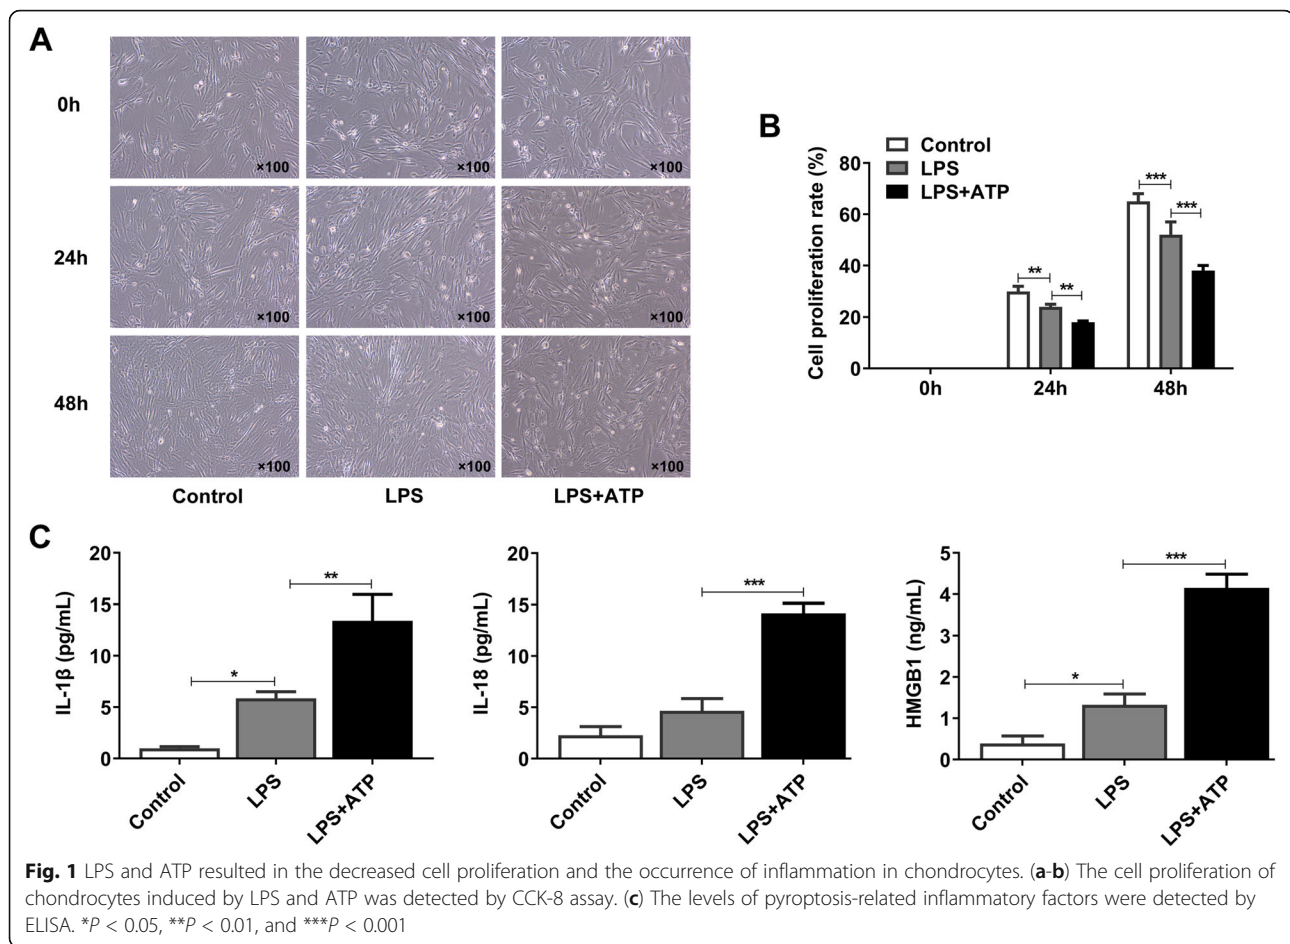 A
0h
×100
×100
×100
24h
×100
×100
×100
48h
×100
×100
×100
Control
LPS
LPS+ATP
B
Control
LPS
LPS+ATP
Cell proliferation rate (%)
80
60
40
20
0
**
**
***
***
0h
24h
48h
C
IL-1β (pg/mL)
20
15
10
5
0
*
**
Control
LPS
LPS+ATP
IL-18 (pg/mL)
20
15
10
5
0
***
Control
LPS
LPS+ATP
HMGB1 (ng/mL)
5
4
3
2
1
0
*
***
Control
LPS
LPS+ATP
Fig. 1 LPS and ATP resulted in the decreased cell proliferation and the occurrence of inflammation in chondrocytes. (a-b) The cell proliferation of
chondrocytes induced by LPS and ATP was detected by CCK-8 assay. (c) The levels of pyroptosis-related inflammatory factors were detected by
ELISA. *P < 0.05, **P < 0.01, and ***P < 0.001